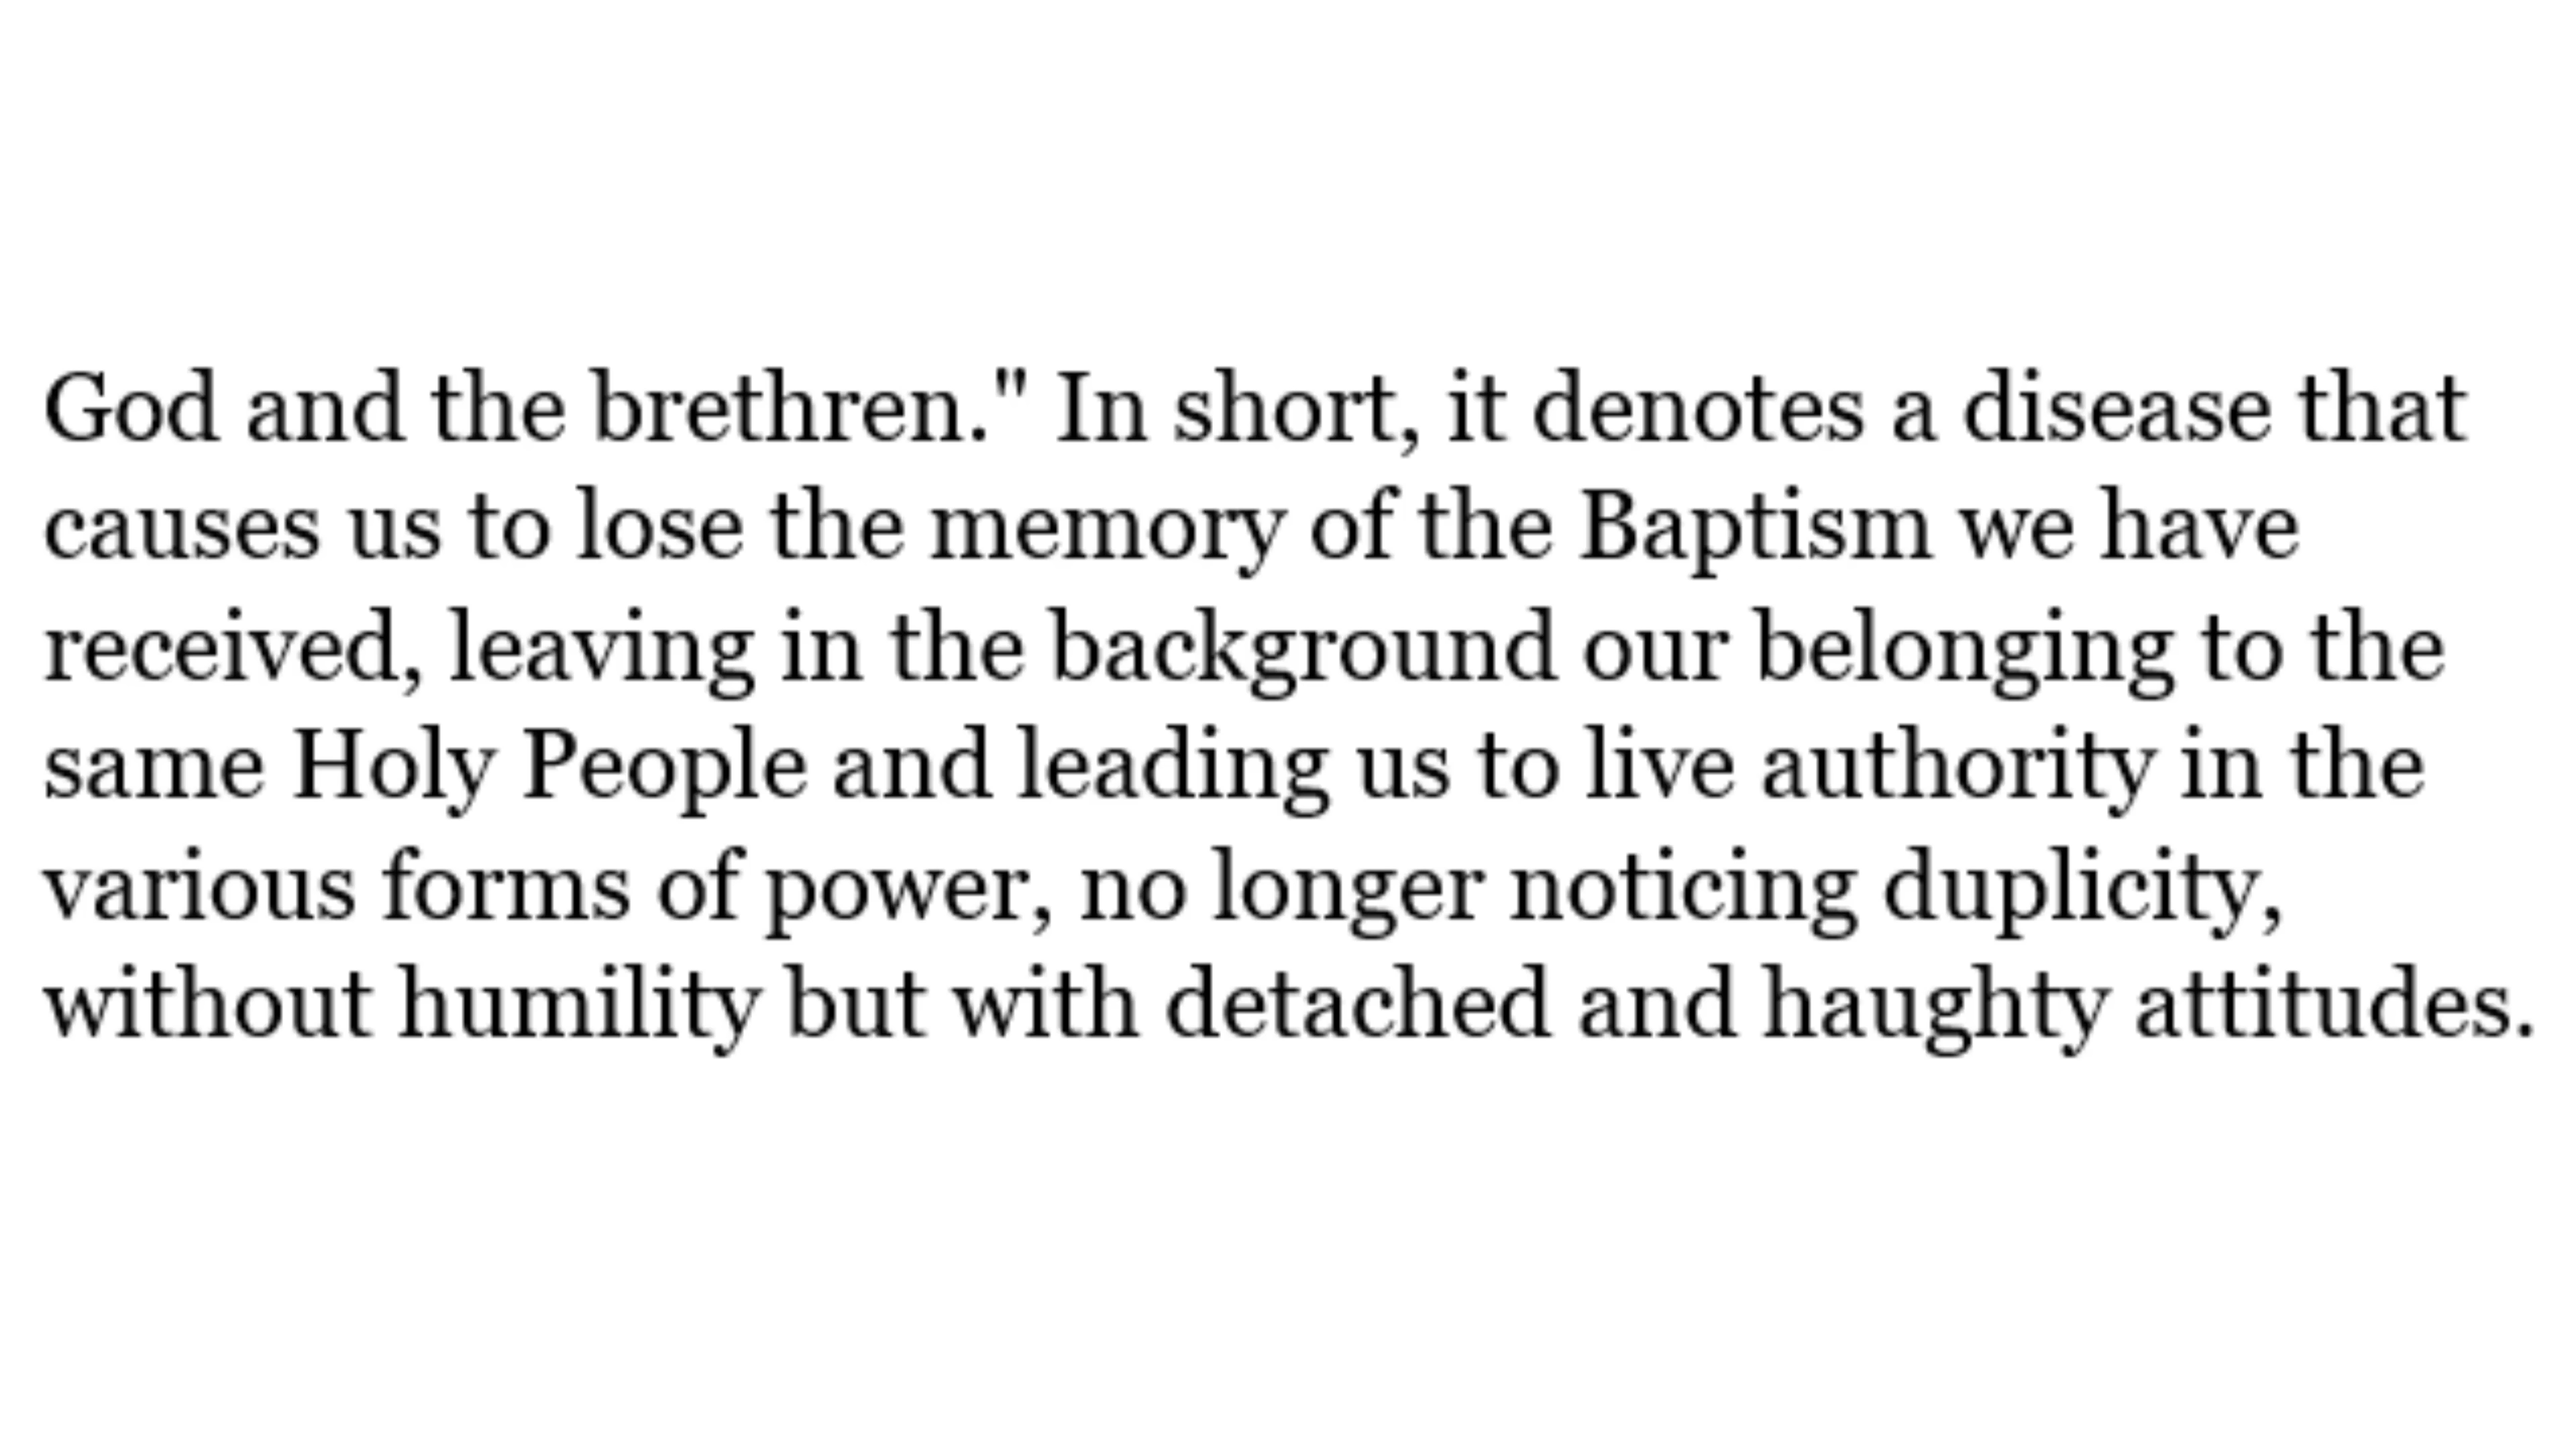 God and the brethren." In short, it denotes a disease that
causes us to lose the memory of the Baptism we have
received, leaving in the background our belonging to the
same Holy People and leading us to live authority in the
various forms of power, no longer noticing duplicity,
without humility but with detached and haughty attitudes.